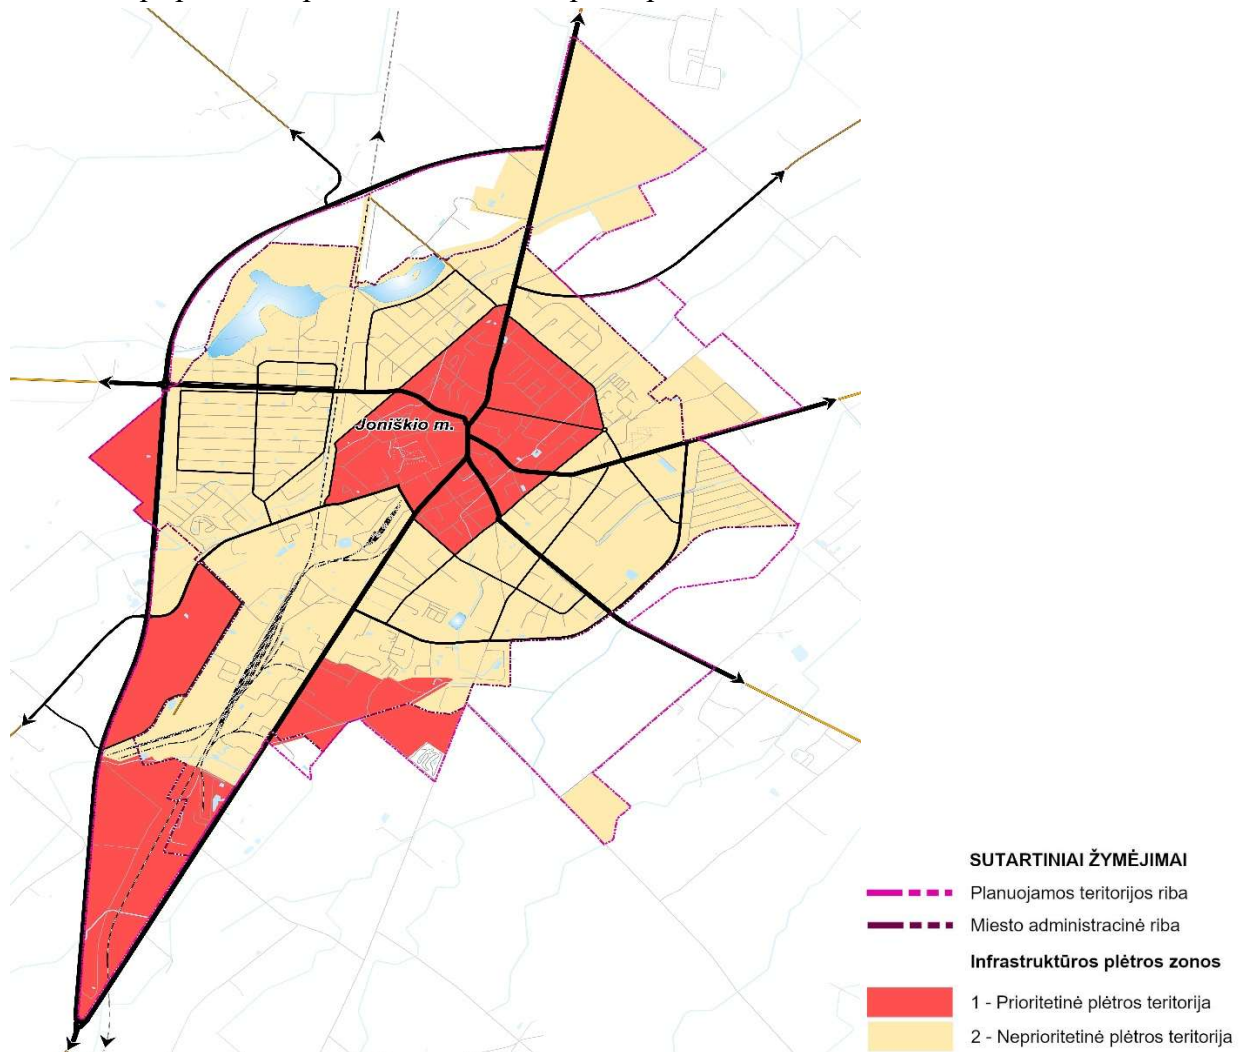 Joniškio m.
SUTARTINIAI ŽYMĖJIMAI
Planuojamos teritorijos riba
Miesto administracinė riba
Infrastruktūros plėtros zonos
1 - Prioritetinė plėtros teritorija
2 - Neprioritetinė plėtros teritorija